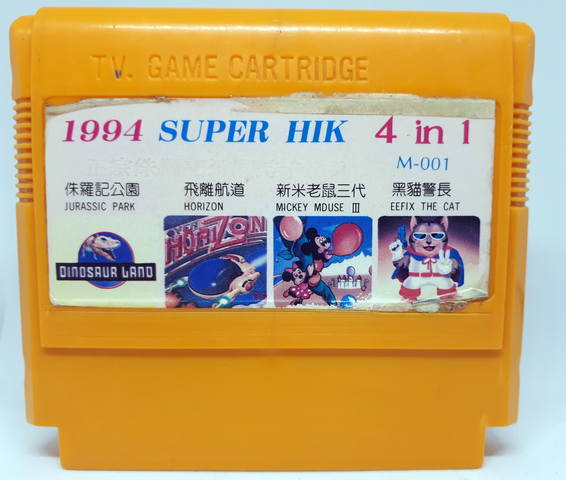 TV. GAME CARTRIDGE
1994 SUPER HIK 4 in 1
M-001
侏羅記公園 飛離航道 新米老鼠三代 黑貓警長
JURASSIC PARK HORIZON MICKEY MDUSE III EEFIX THE CAT
DINOSAUR LAND
HORIZON